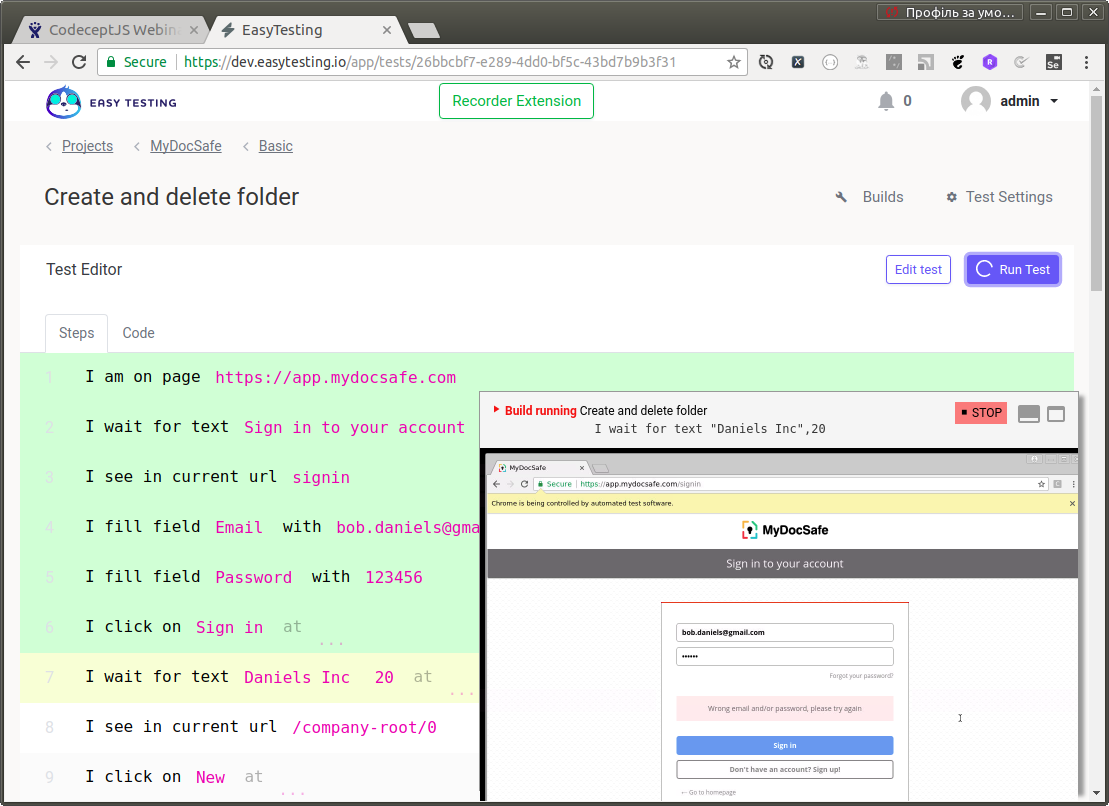 Профіль за умо...
CodeceptJS Webin
EasyTesting
Secure
https://dev.easytesting.io/app/tests/26bbcbf7-e289-4dd0-bf5c-43bd7b9b3f31
EASY TESTING
Recorder Extension
0
admin
Projects
MyDocSafe
Basic
Create and delete folder
Builds
Test Settings
Test Editor
Edit test
Run Test
Steps
Code
1 I am on page https://app.mydocsafe.com
2 I wait for text Sign in to your account
3 I see in current url signin
4 I fill field Email with bob.daniels@gma
5 I fill field Password with 123456
6 I click on Sign in at ...
7 I wait for text Daniels Inc 20 at ...
8 I see in current url /company-root/0
9 I click on New at ...
Build running Create and delete folder
I wait for text "Daniels Inc",20
STOP
MyDocSafe
Secure
https://app.mydocsafe.com/signin
Chrome is being controlled by automated test software.
MyDocSafe
Sign in to your account
bob.daniels@gmail.com
••••••
Forgot your password?
Wrong email and/or password, please try again
Sign in
Don't have an account? Sign up!
← Go to homepage